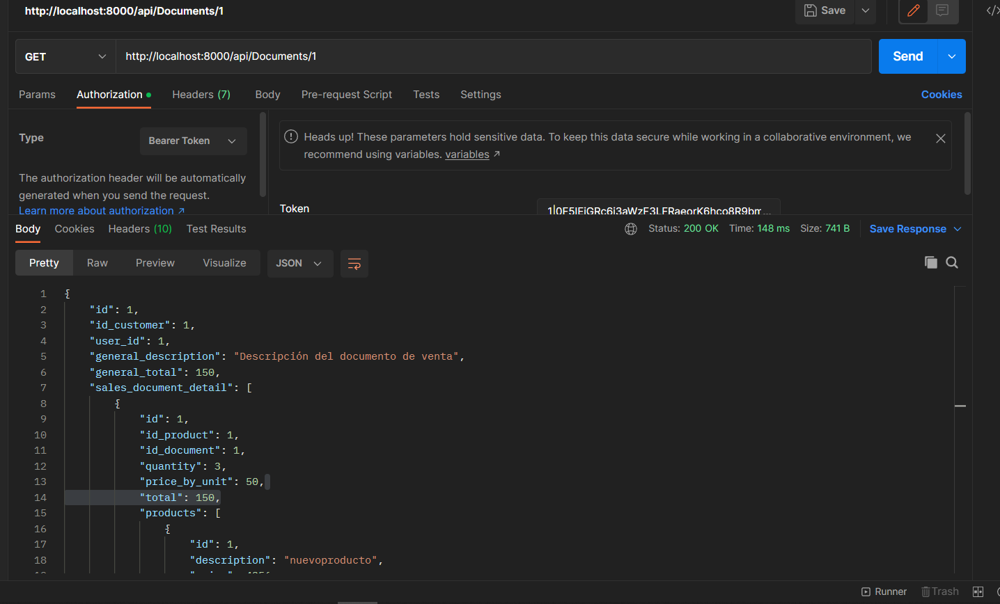 http://localhost:8000/api/Documents/1
Save
GET
http://localhost:8000/api/Documents/1
Send
Params
Authorization
Headers (7)
Body
Pre-request Script
Tests
Settings
Cookies
Type
Bearer Token
The authorization header will be automatically
generated when you send the request.
Learn more about authorization ↗
Heads up! These parameters hold sensitive data. To keep this data secure while working in a collaborative environment, we
recommend using variables. variables ↗
Token
Body
Cookies
Headers (10)
Test Results
Status: 200 OK
Time: 148 ms
Size: 741 B
Save Response
Pretty
Raw
Preview
Visualize
JSON
1 {
2 "id": 1,
3 "id_customer": 1,
4 "user_id": 1,
5 "general_description": "Descripción del documento de venta",
6 "general_total": 150,
7 "sales_document_detail": [
8 {
9 "id": 1,
10 "id_product": 1,
11 "id_document": 1,
12 "quantity": 3,
13 "price_by_unit": 50,
14 "total": 150,
15 "products": [
16 {
17 "id": 1,
18 "description": "nuevoproducto",
Runner
Trash